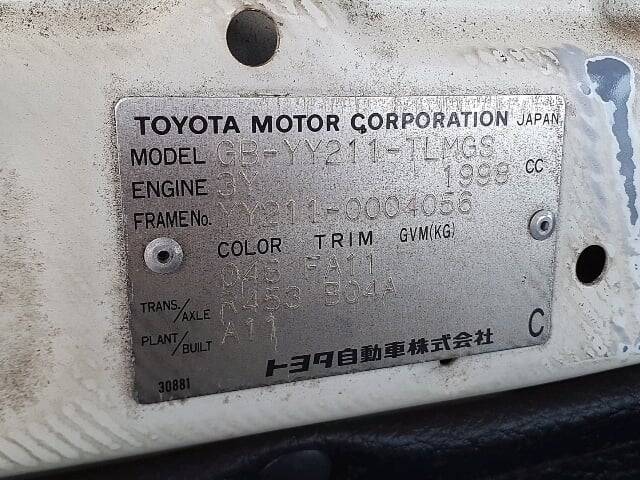 TOYOTA MOTOR CORPORATION JAPAN
MODEL GB-YY211-TLMGS
ENGINE 3Y 1998 CC
FRAME No. YY211-0004056
COLOR TRIM GVM(KG)
045 FA11
TRANS./AXLE R453 B04A
PLANT/BUILT A11
トヨタ自動車株式会社 C
30881